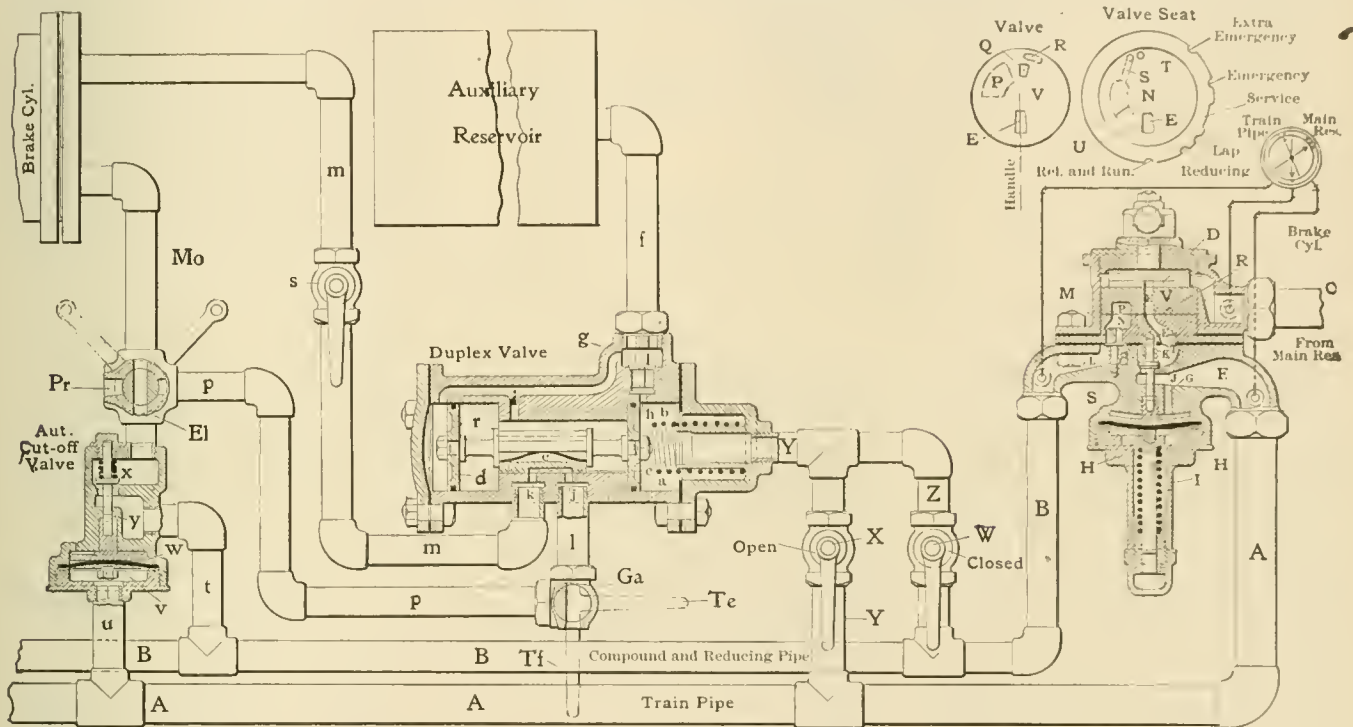 Brake Cyl.
Auxiliary
Reservoir
Valve
Valve Seat
Extra
Emergency
Emergency
Service
Train
Pipe
Main
Res.
Lap
Reducing
Rel. and Run.
Handle
Q
R
P
V
E
S
T
N
E
U
m
f
Mo
s
g
Duplex Valve
Pr
p
El
Aut.
Cut-off
Valve
x
y
w
v
t
u
r
d
e
h
b
c
a
k
j
l
m
p
Ga
Te
Tf
Y
Z
X
W
Open
Closed
Y
Brake
Cyl.
D
R
M
V
O
From
Main Res
P
N
L
E
J
G
S
H
H
I
B
A
B
B
Compound and Reducing Pipe
A
A
Train Pipe